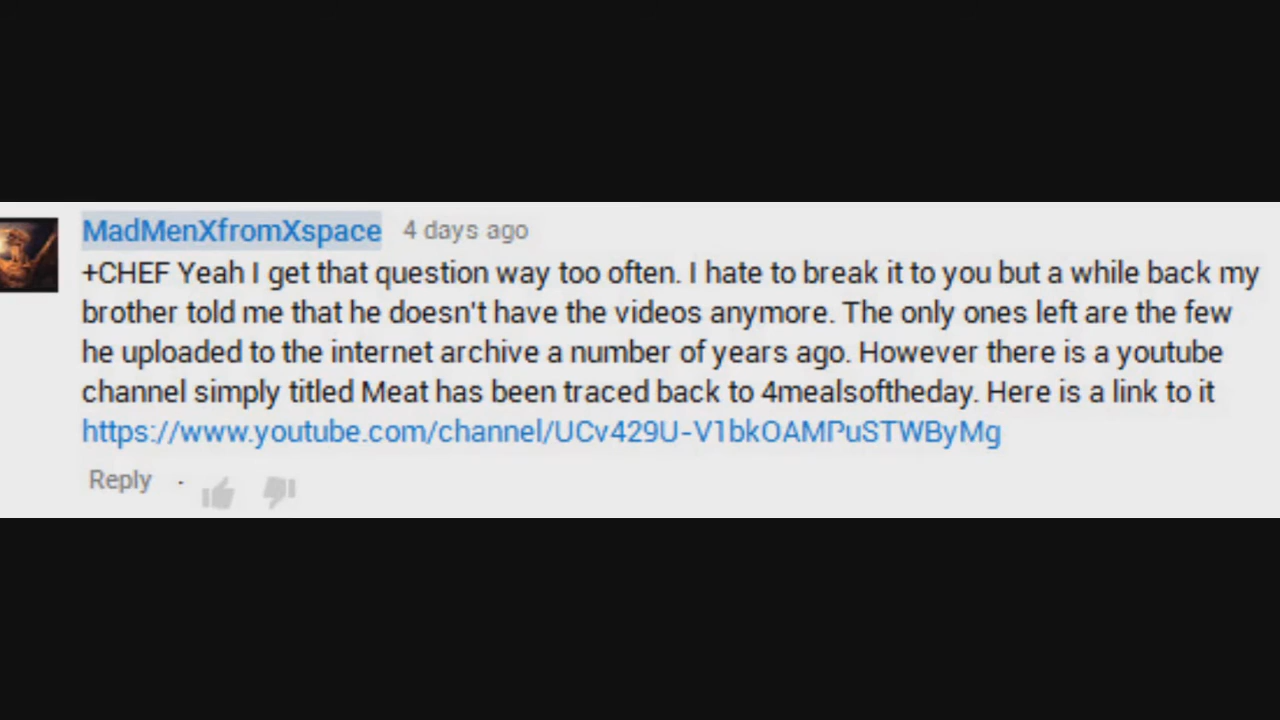 MadMenXfromXspace 4 days ago
+CHEF Yeah I get that question way too often. I hate to break it to you but a while back my
brother told me that he doesn't have the videos anymore. The only ones left are the few
he uploaded to the internet archive a number of years ago. However there is a youtube
channel simply titled Meat has been traced back to 4mealsoftheday. Here is a link to it
https://www.youtube.com/channel/UCv429U-V1bkOAMPuSTWByMg
Reply ·